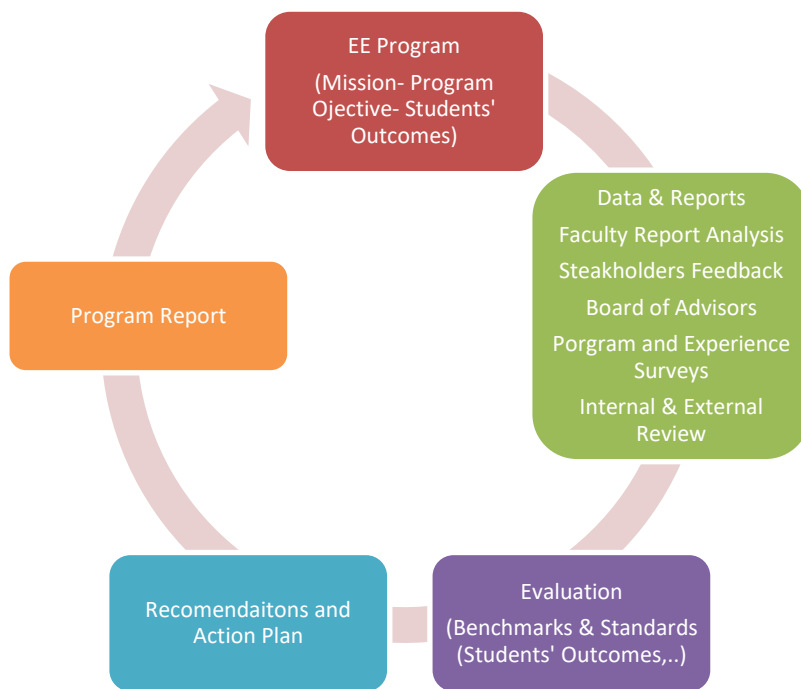 EE Program
(Mission- Program
Ojective- Students'
Outcomes)
Data & Reports
Faculty Report Analysis
Steakholders Feedback
Board of Advisors
Porgram and Experience
Surveys
Internal & External
Review
Evaluation
(Benchmarks & Standards
(Students' Outcomes,..)
Recomendaitons and
Action Plan
Program Report